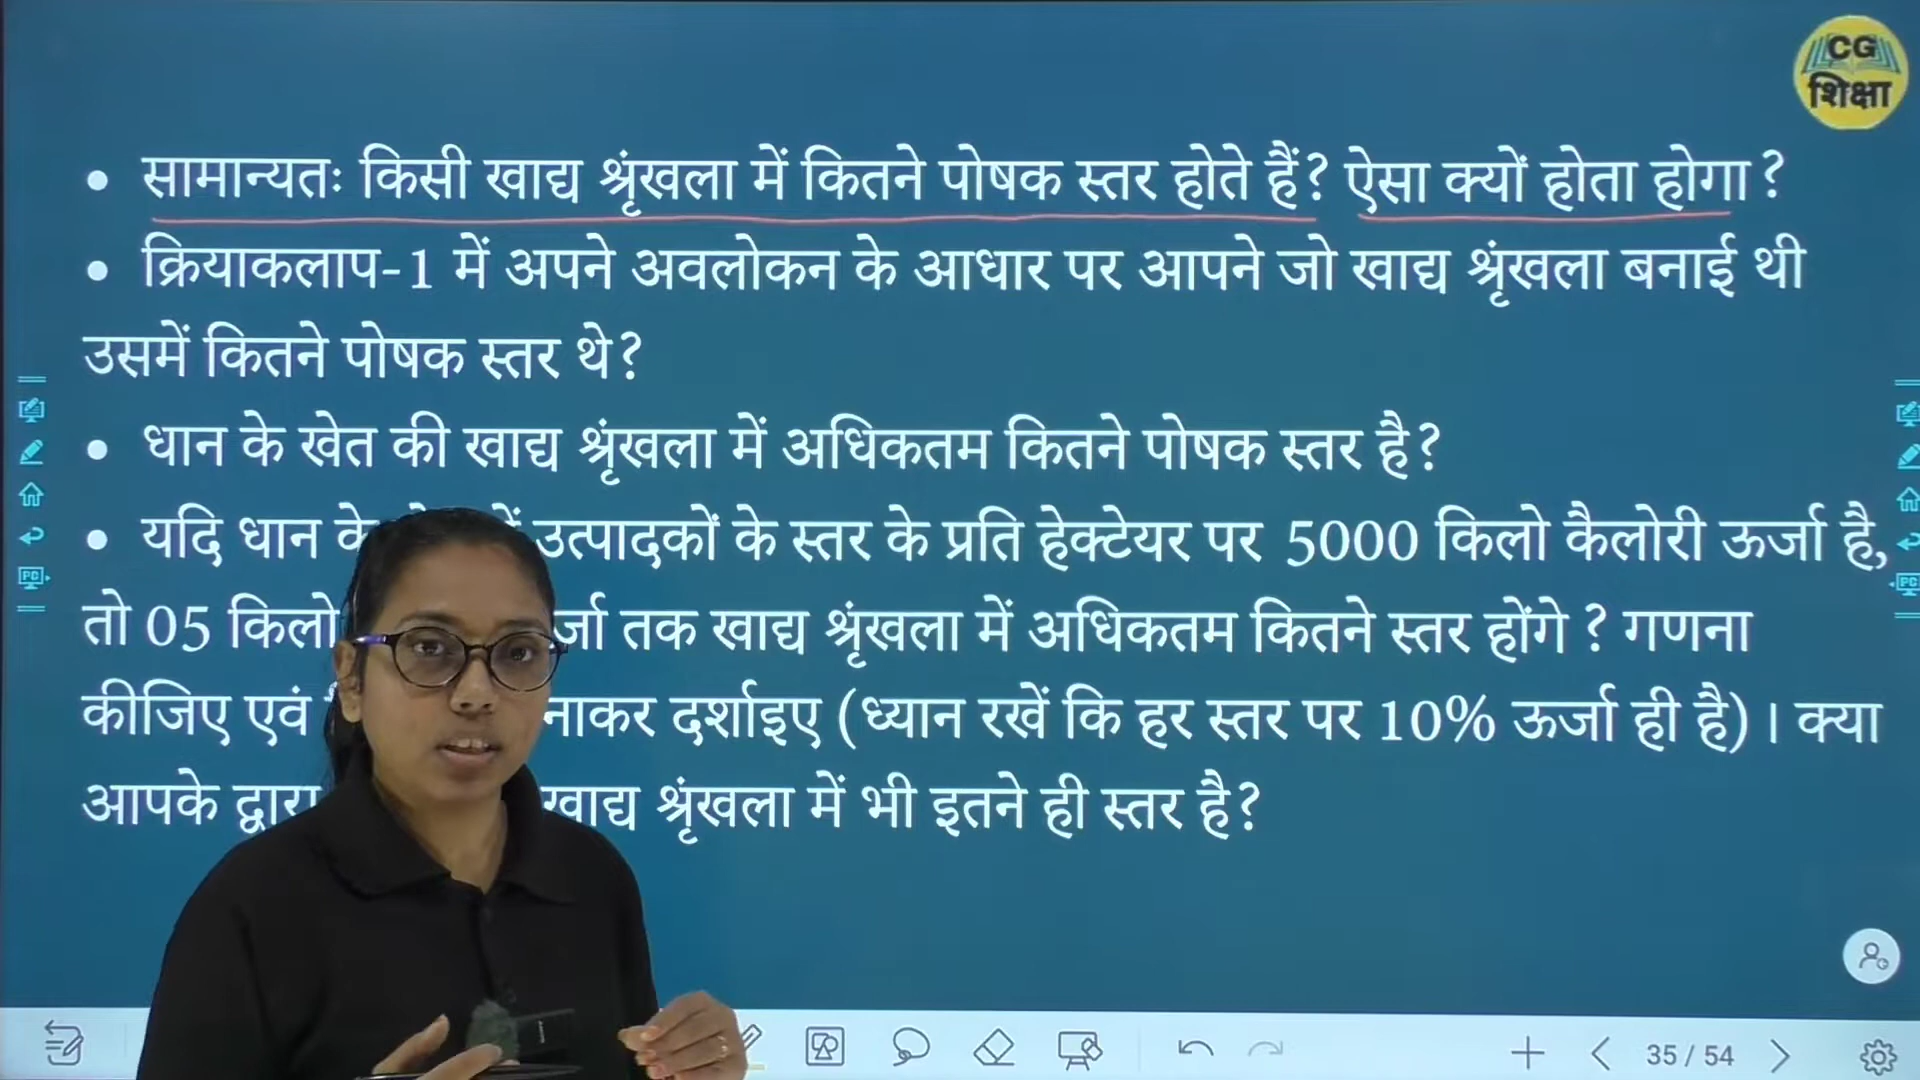 CG
शिक्षा
• सामान्यतः किसी खाद्य श्रृंखला में कितने पोषक स्तर होते हैं? ऐसा क्यों होता होगा ?
• क्रियाकलाप-1 में अपने अवलोकन के आधार पर आपने जो खाद्य श्रृंखला बनाई थी
उसमें कितने पोषक स्तर थे?
• धान के खेत की खाद्य श्रृंखला में अधिकतम कितने पोषक स्तर है?
• यदि धान के उत्पादकों के स्तर के प्रति हेक्टेयर पर 5000 किलो कैलोरी ऊर्जा है,
तो 05 किलो तक खाद्य श्रृंखला में अधिकतम कितने स्तर होंगे ? गणना
कीजिए एवं दर्शाइए (ध्यान रखें कि हर स्तर पर 10% ऊर्जा ही है) । क्या
आपके द्वारा खाद्य श्रृंखला में भी इतने ही स्तर है?
35 / 54